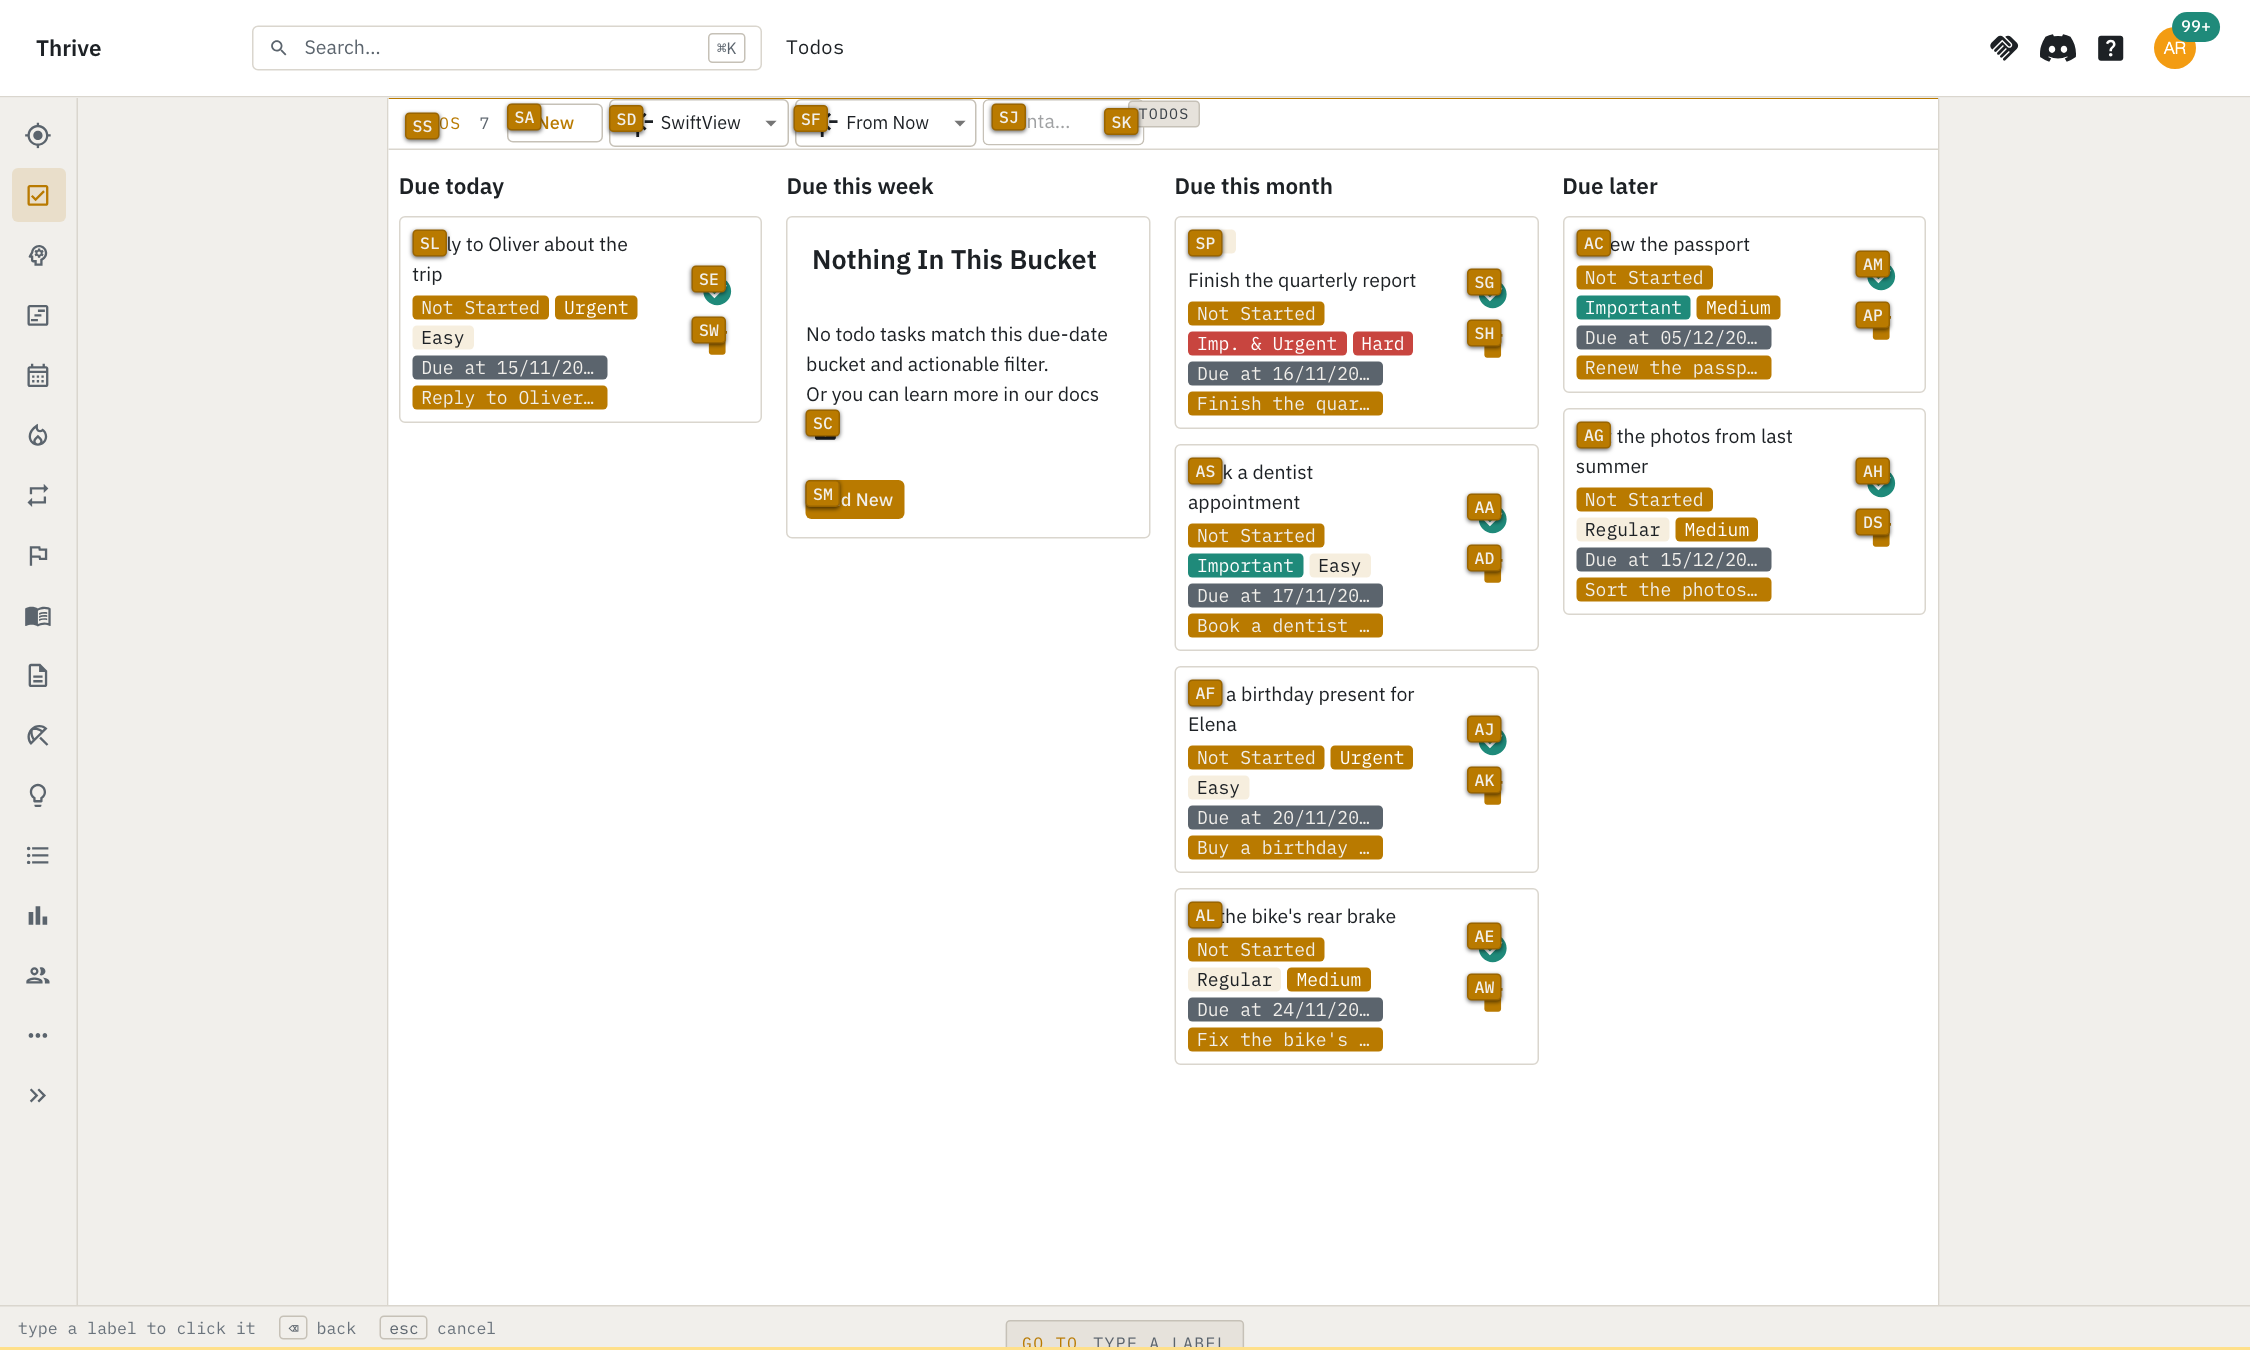 Thrive
Search...
⌘K
Todos
99+
AR
SS OS 7
SA New
SD SwiftView
SF From Now
SJ nta...
SK
TODOS
Due today
SL ly to Oliver about the
trip
SE
Not Started Urgent
SW
Easy
Due at 15/11/20...
Reply to Oliver...
Due this week
Nothing In This Bucket
No todo tasks match this due-date
bucket and actionable filter.
Or you can learn more in our docs
SC
SM d New
Due this month
SP
Finish the quarterly report
SG
Not Started
SH
Imp. & Urgent Hard
Due at 16/11/20...
Finish the quar...
AS k a dentist
appointment
AA
Not Started
AD
Important Easy
Due at 17/11/20...
Book a dentist ...
AF a birthday present for
Elena
AJ
Not Started Urgent
AK
Easy
Due at 20/11/20...
Buy a birthday ...
AL the bike's rear brake
AE
Not Started
Regular Medium
AW
Due at 24/11/20...
Fix the bike's ...
Due later
AC ew the passport
AM
Not Started
Important Medium
AP
Due at 05/12/20...
Renew the passp...
AG the photos from last
summer
AH
Not Started
DS
Regular Medium
Due at 15/12/20...
Sort the photos...
type a label to click it ⌫ back esc cancel
GO TO TYPE A LABEL